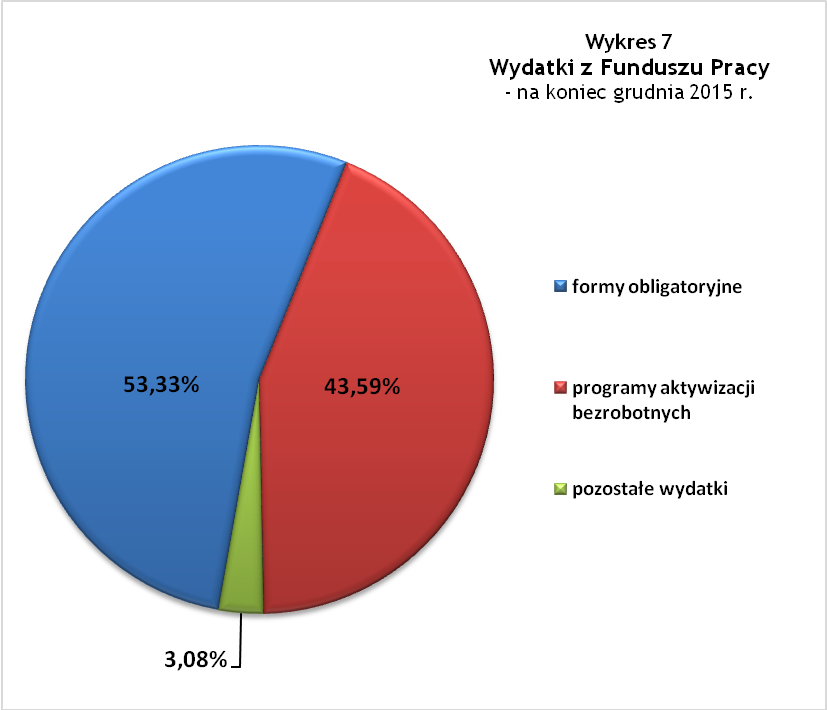 Wykres 7
Wydatki z Funduszu Pracy
- na koniec grudnia 2015 r.
formy obligatoryjne
53,33%
43,59%
programy aktywizacji
bezrobotnych
pozostałe wydatki
3,08%